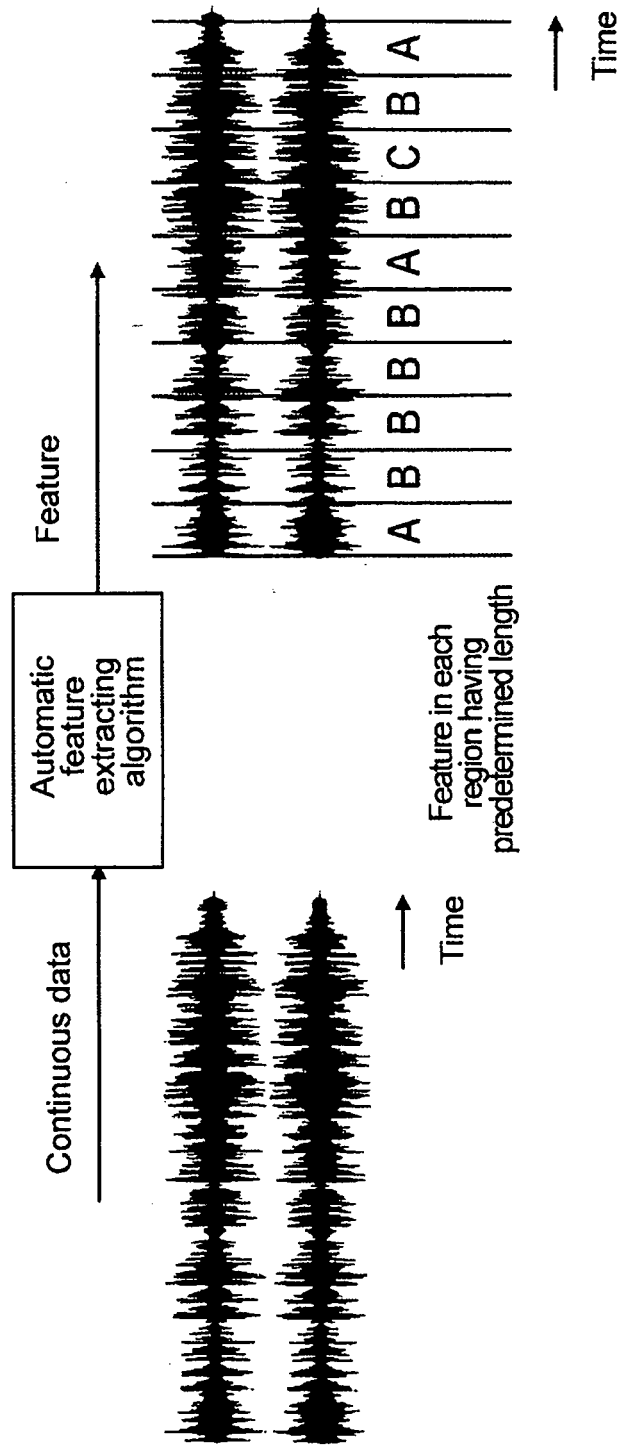 Continuous data
Automatic
feature
extracting
algorithm
Feature
Time
Feature in each
region having
predetermined length
A B B B B A B C B A
Time